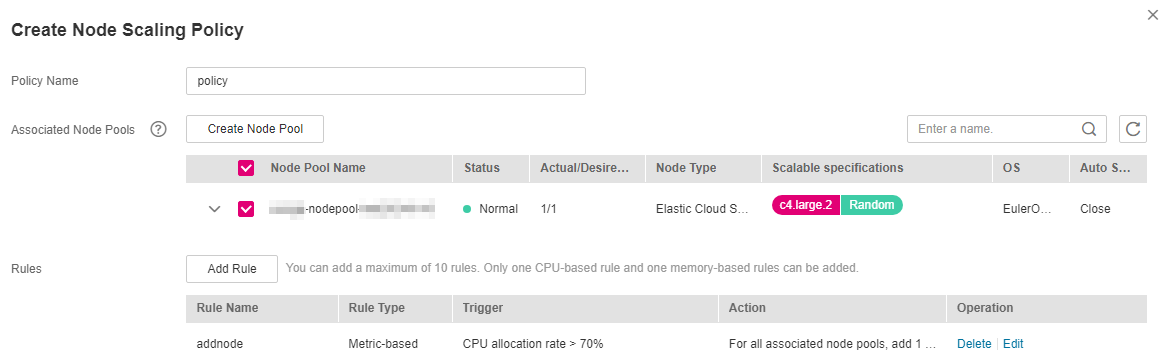 Create Node Scaling Policy
Policy Name
policy
Associated Node Pools ?
Create Node Pool
Enter a name.
Node Pool Name Status Actual/Desire... Node Type Scalable specifications OS Auto S...
-nodepool- Normal 1/1 Elastic Cloud S... c4.large.2 Random EulerO... Close
Rules
Add Rule
You can add a maximum of 10 rules. Only one CPU-based rule and one memory-based rules can be added.
Rule Name Rule Type Trigger Action Operation
addnode Metric-based CPU allocation rate > 70% For all associated node pools, add 1 ... Delete Edit